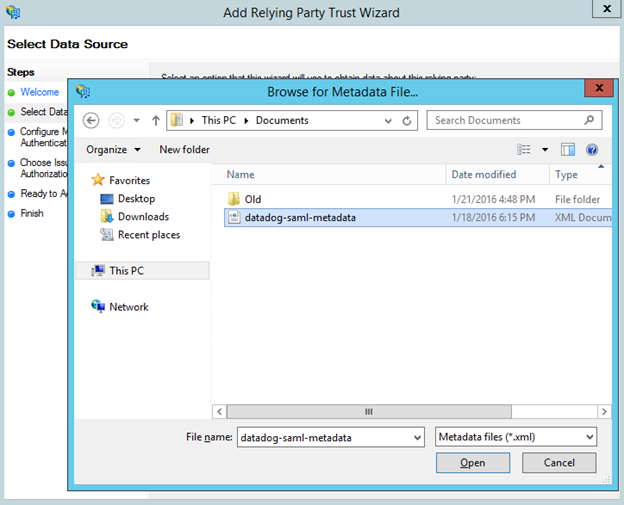 Add Relying Party Trust Wizard
x
Select Data Source
Steps
Welcome
Select Data
Configure M
Authenticat
Choose Issu
Authorizatio
Ready to A
Finish
Select an option that this wizard will use to obtain data about this relying party:
Browse for Metadata File...
x
This PC
Documents
Search Documents
Organize
New folder
Favorites
Desktop
Downloads
Recent places
This PC
Network
Name Date modified Type
Old 1/21/2016 4:48 PM File folder
datadog-saml-metadata 1/18/2016 6:15 PM XML Docum
File name: datadog-saml-metadata Metadata files (*.xml)
Open Cancel